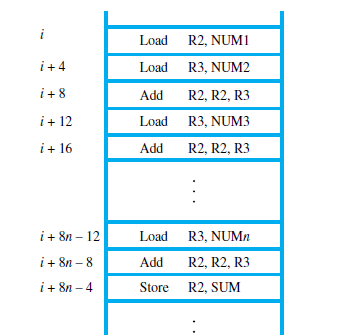 i Load R2, NUM1
i + 4 Load R3, NUM2
i + 8 Add R2, R2, R3
i + 12 Load R3, NUM3
i + 16 Add R2, R2, R3
i + 8n – 12 Load R3, NUMn
i + 8n – 8 Add R2, R2, R3
i + 8n – 4 Store R2, SUM